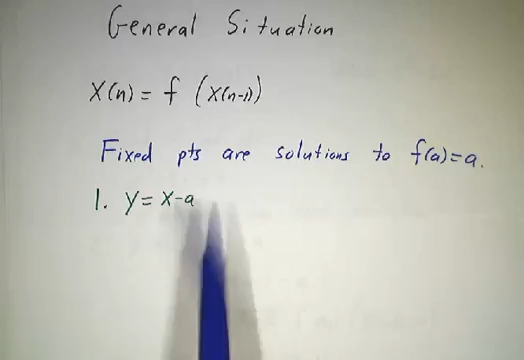 General Situation
X(n) = f (X(n-1))
Fixed pts are solutions to f(a)=a.
1. y= x-a